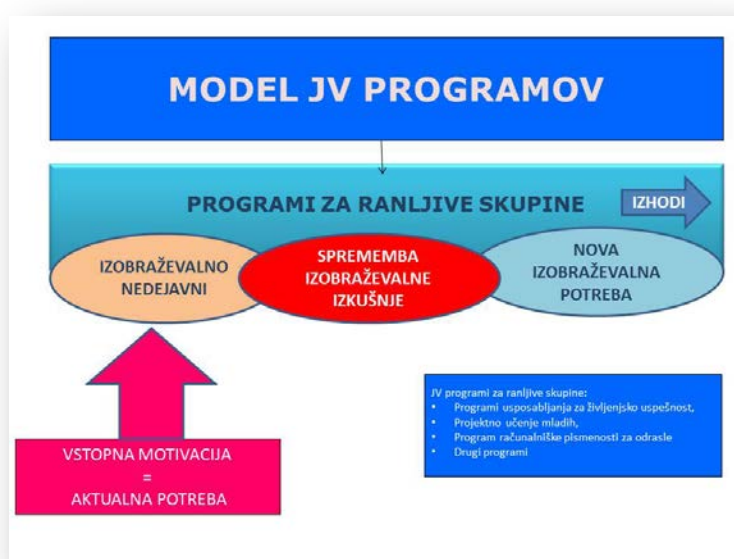 MODEL JV PROGRAMOV
PROGRAMI ZA RANLJIVE SKUPINE
IZHODI
IZOBRAŽEVALNO
NEDEJAVNI
SPREMEMBA
IZOBRAŽEVALNE
IZKUŠNJE
NOVA
IZOBRAŽEVALNA
POTREBA
VSTOPNA MOTIVACIJA
=
AKTUALNA POTREBA
JV programi za ranljive skupine:
• Programi usposabljanja za življenjsko uspešnost,
• Projektno učenje mladih,
• Program računalniške pismenosti za odrasle
• Drugi programi